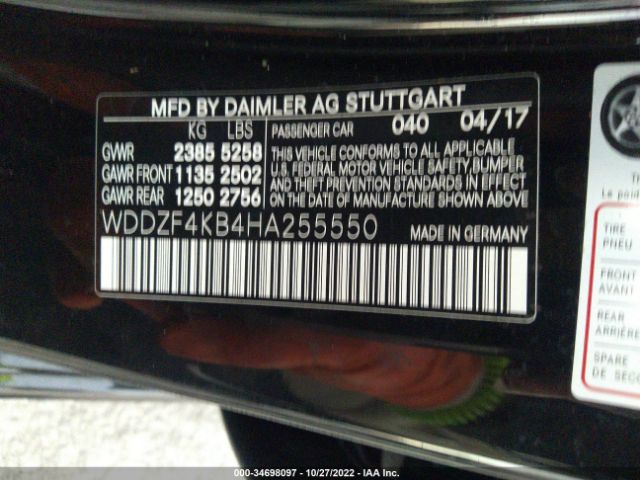 MFD BY DAIMLER AG STUTTGART
KG LBS PASSENGER CAR 040 04/17
GVWR 2385 5258
GAWR FRONT 1135 2502
GAWR REAR 1250 2756
THIS VEHICLE CONFORMS TO ALL APPLICABLE
U.S. FEDERAL MOTOR VEHICLE SAFETY, BUMPER
AND THEFT PREVENTION STANDARDS IN EFFECT
ON THE DATE OF MANUFACTURE SHOWN ABOVE
WDDZF4KB4HA255550 MADE IN GERMANY
Le poid
TIRE
PNEU
FRONT
AVANT
REAR
ARRIÈRE
SPARE
DE SECO
000-34698097 - 10/27/2022 - IAA Inc.